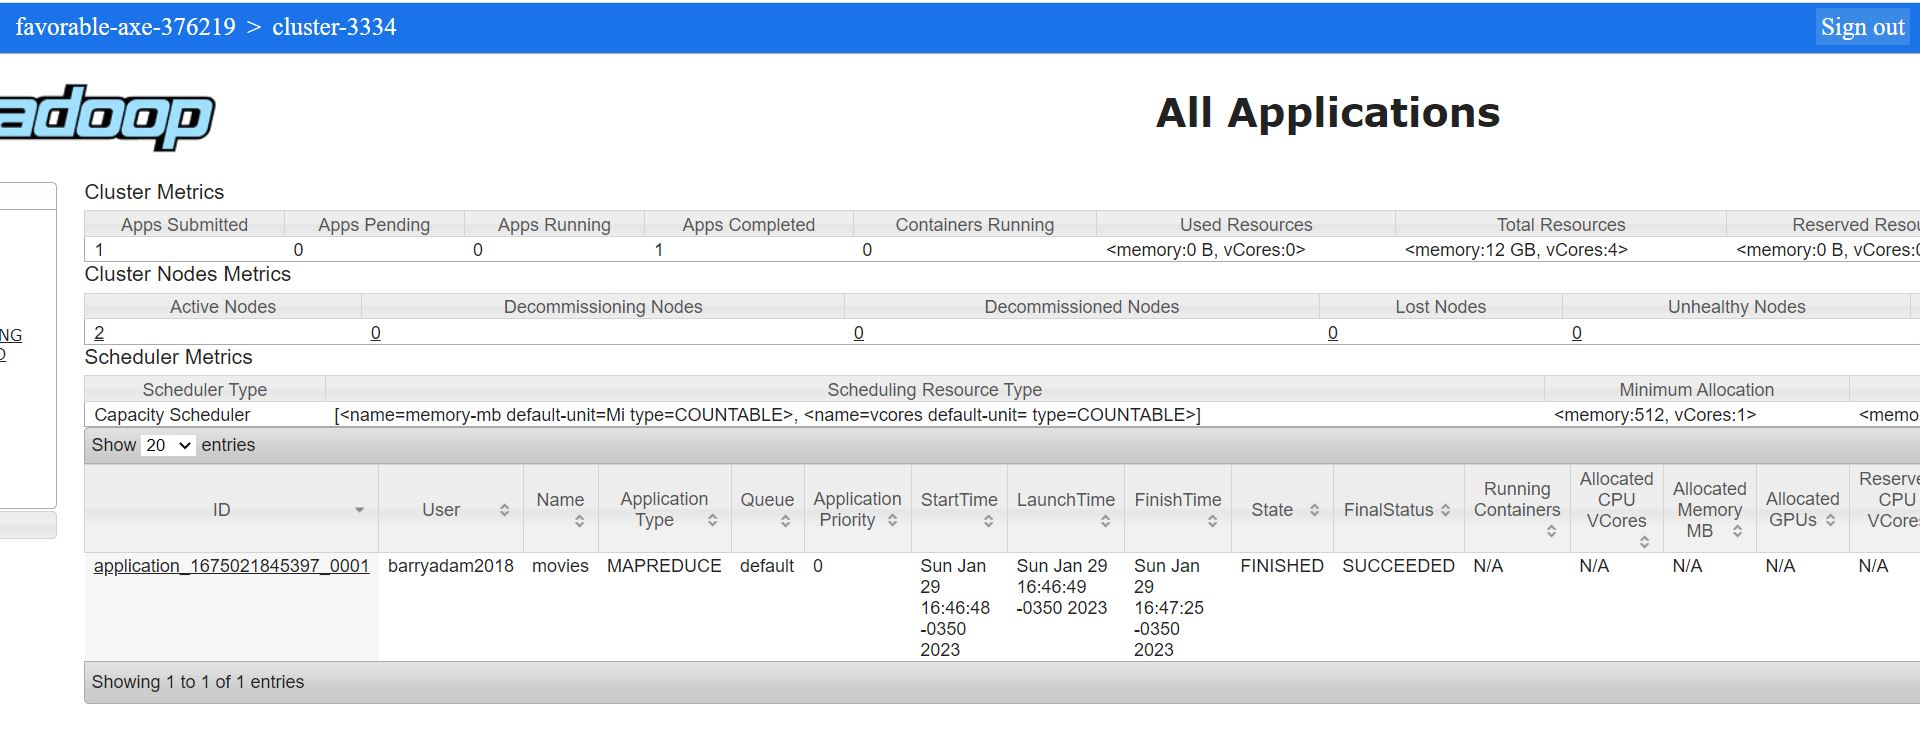 favorable-axe-376219 > cluster-3334 Sign out
adoop
All Applications
Cluster Metrics
Apps Submitted Apps Pending Apps Running Apps Completed Containers Running Used Resources Total Resources Reserved Resou
1 0 0 1 0 <memory:0 B, vCores:0> <memory:12 GB, vCores:4> <memory:0 B, vCores:0
Cluster Nodes Metrics
Active Nodes Decommissioning Nodes Decommissioned Nodes Lost Nodes Unhealthy Nodes
2 0 0 0 0
NG
Scheduler Metrics
Scheduler Type Scheduling Resource Type Minimum Allocation
Capacity Scheduler [<name=memory-mb default-unit=Mi type=COUNTABLE>, <name=vcores default-unit= type=COUNTABLE>] <memory:512, vCores:1> <memo
Show 20 entries
ID User Name Application Type Queue Application Priority StartTime LaunchTime FinishTime State FinalStatus Running Containers Allocated CPU VCores Allocated Memory MB Allocated GPUs Reserve CPU VCore
application_1675021845397_0001 barryadam2018 movies MAPREDUCE default 0 Sun Jan 29 16:46:48 -0350 2023 Sun Jan 29 16:46:49 -0350 2023 Sun Jan 29 16:47:25 -0350 2023 FINISHED SUCCEEDED N/A N/A N/A N/A N/A
Showing 1 to 1 of 1 entries